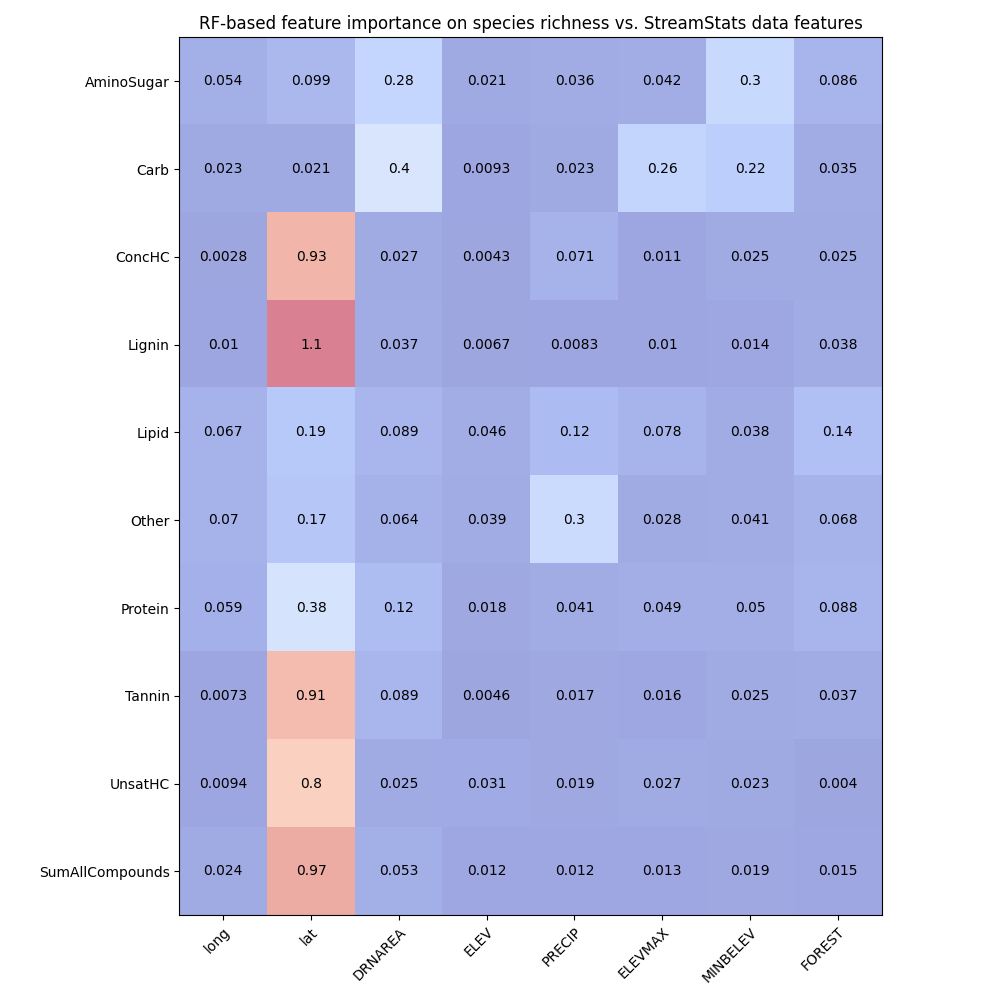 RF-based feature importance on species richness vs. StreamStats data features
AminoSugar 0.054 0.099 0.28 0.021 0.036 0.042 0.3 0.086
Carb 0.023 0.021 0.4 0.0093 0.023 0.26 0.22 0.035
ConcHC 0.0028 0.93 0.027 0.0043 0.071 0.011 0.025 0.025
Lignin 0.01 1.1 0.037 0.0067 0.0083 0.01 0.014 0.038
Lipid 0.067 0.19 0.089 0.046 0.12 0.078 0.038 0.14
Other 0.07 0.17 0.064 0.039 0.3 0.028 0.041 0.068
Protein 0.059 0.38 0.12 0.018 0.041 0.049 0.05 0.088
Tannin 0.0073 0.91 0.089 0.0046 0.017 0.016 0.025 0.037
UnsatHC 0.0094 0.8 0.025 0.031 0.019 0.027 0.023 0.004
SumAllCompounds 0.024 0.97 0.053 0.012 0.012 0.013 0.019 0.015
long lat DRNAREA ELEV PRECIP ELEVMAX MINBELEV FOREST